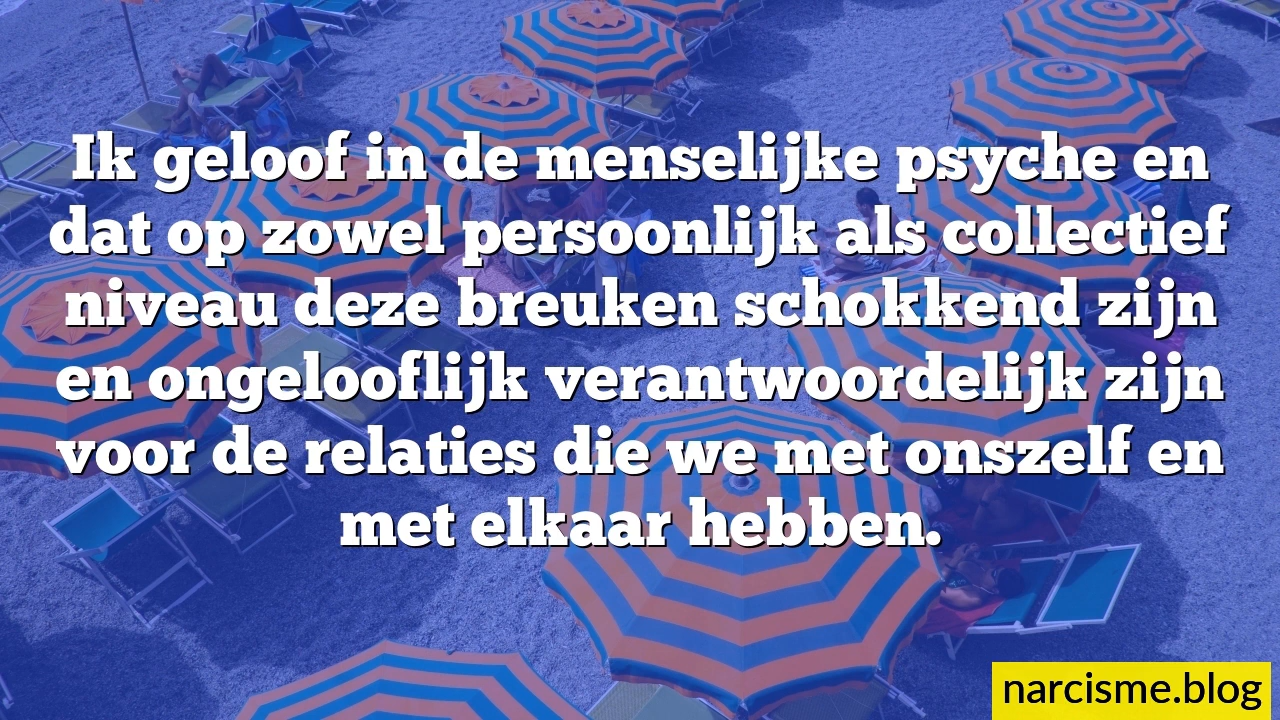 Ik geloof in de menselijke psyche en
dat op zowel persoonlijk als collectief
niveau deze breuken schokkend zijn
en ongelooflijk verantwoordelijk zijn
voor de relaties die we met onszelf en
met elkaar hebben.
narcisme.blog